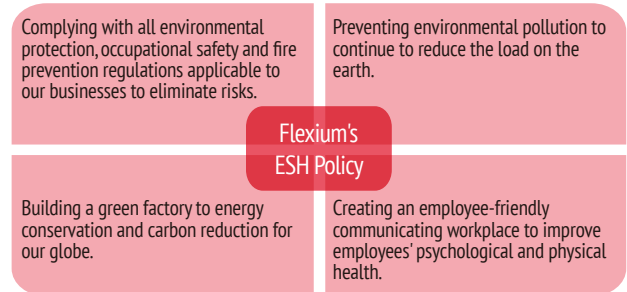 Complying with all environmental
protection, occupational safety and fire
prevention regulations applicable to
our businesses to eliminate risks.
Preventing environmental pollution to
continue to reduce the load on the
earth.
Flexium's
ESH Policy
Building a green factory to energy
conservation and carbon reduction for
our globe.
Creating an employee-friendly
communicating workplace to improve
employees' psychological and physical
health.